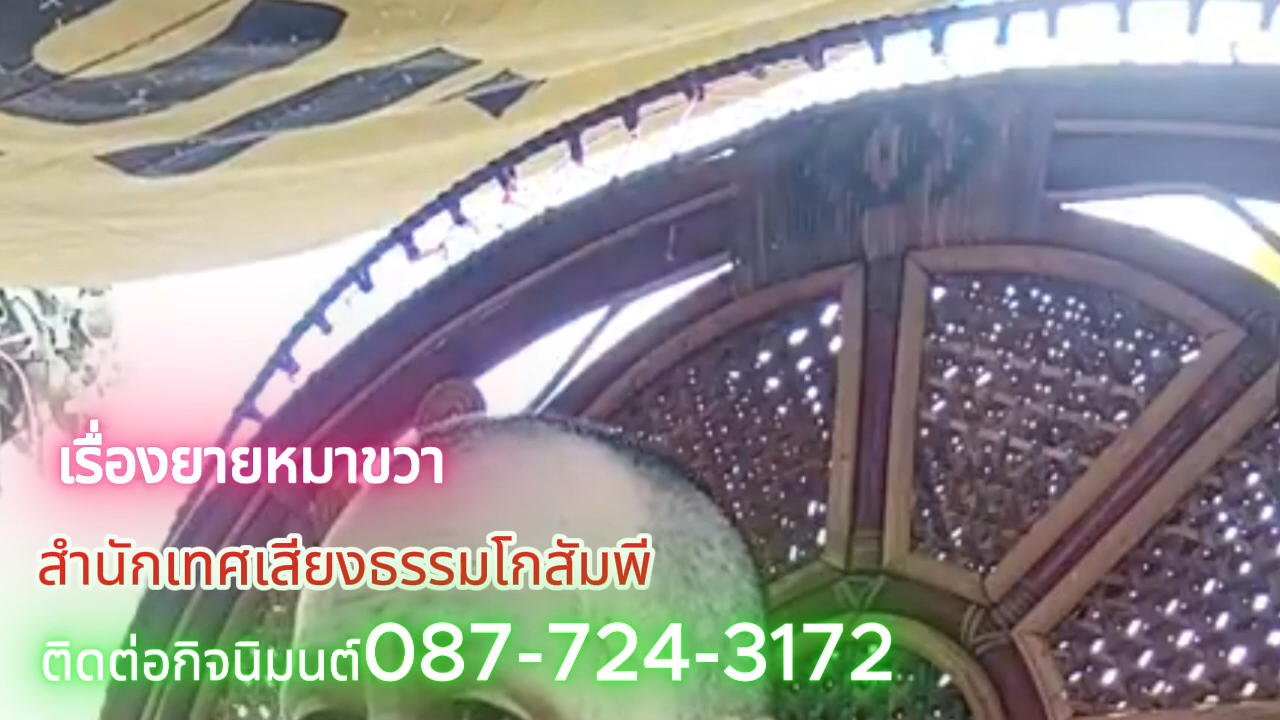 เรื่องยายหมาขวา
สำนักเทศเสียงธรรมโกสัมพี
ติดต่อกิจนิมนต์087-724-3172..